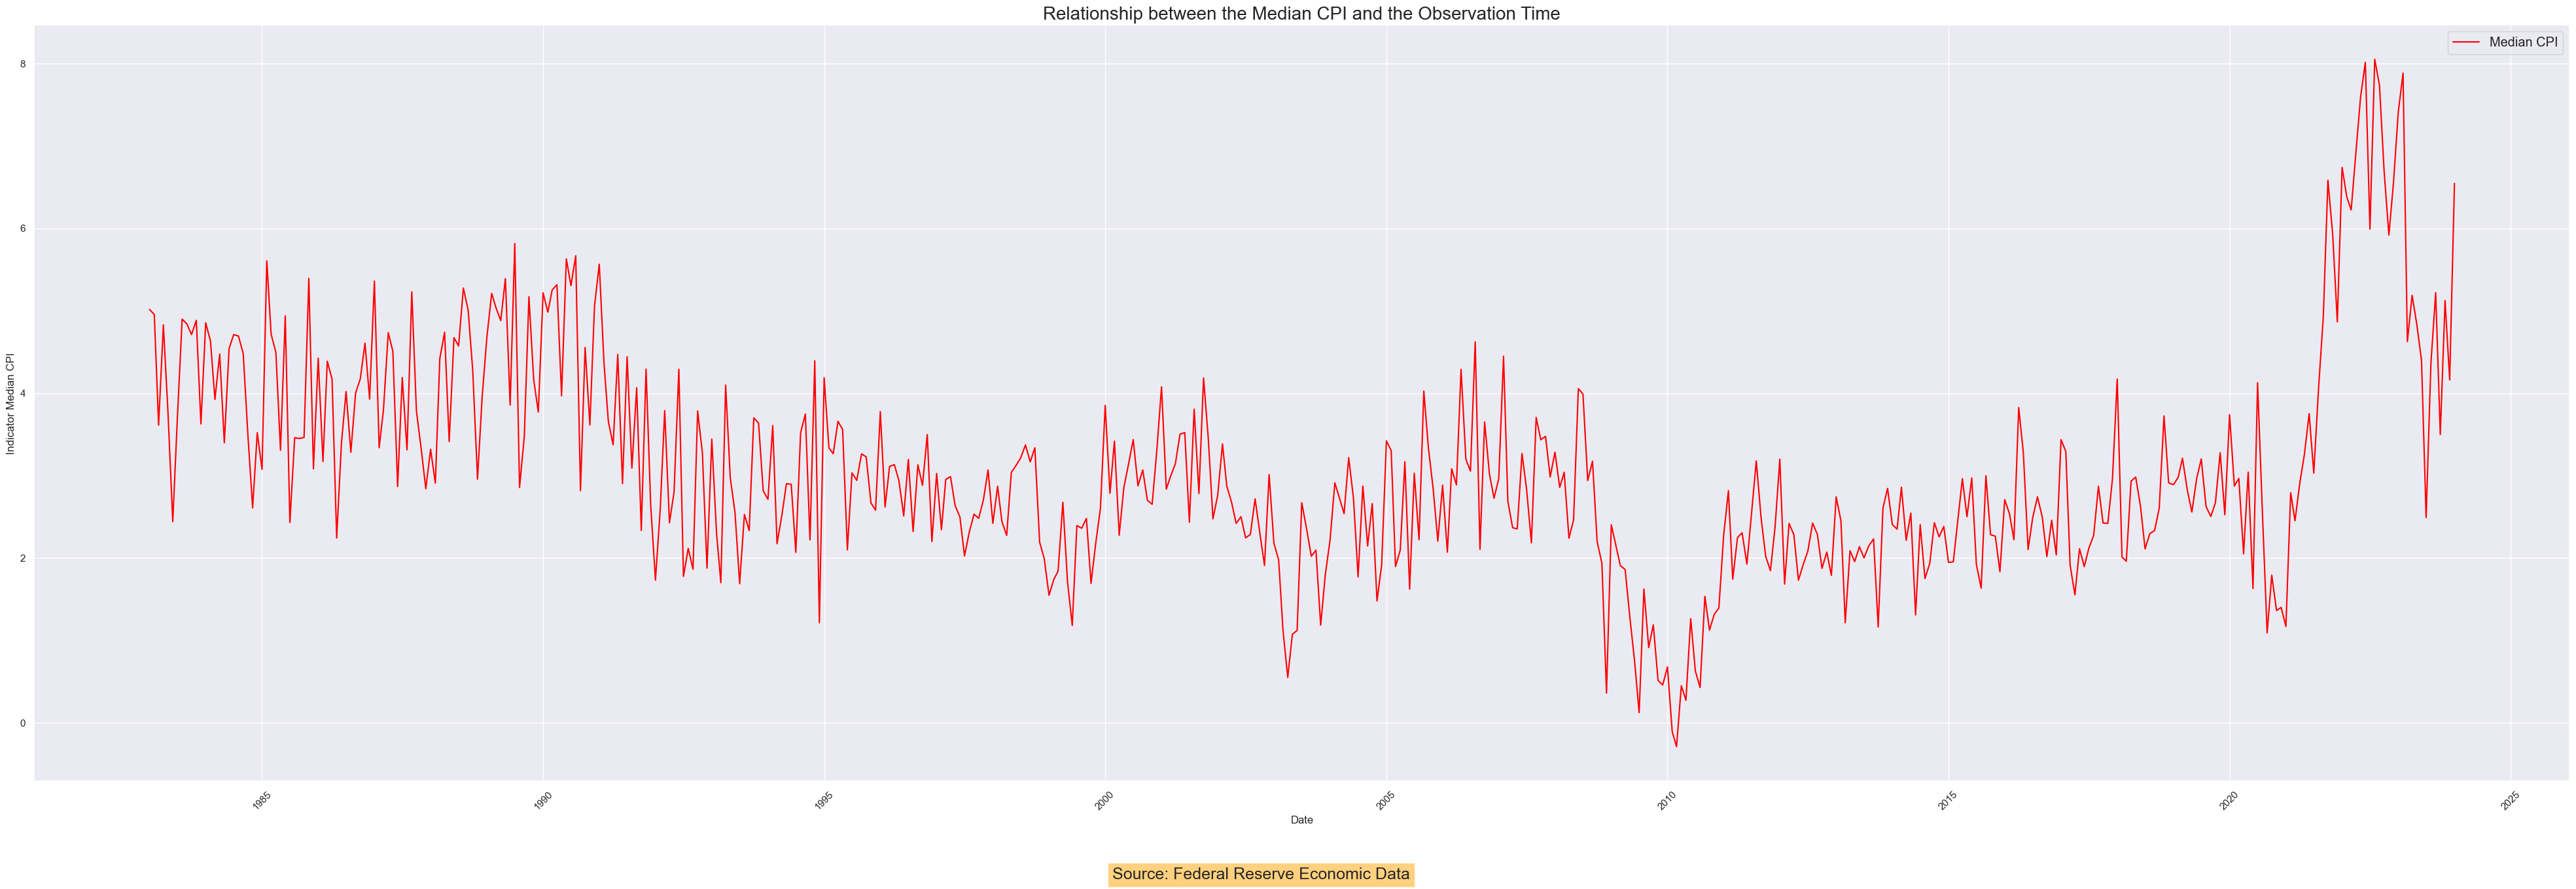 Relationship between the Median CPI and the Observation Time
Median CPI
Indicator Median CPI
8
6
4
2
0
1985
1990
1995
2000
2005
2010
2015
2020
2025
Date
Source: Federal Reserve Economic Data